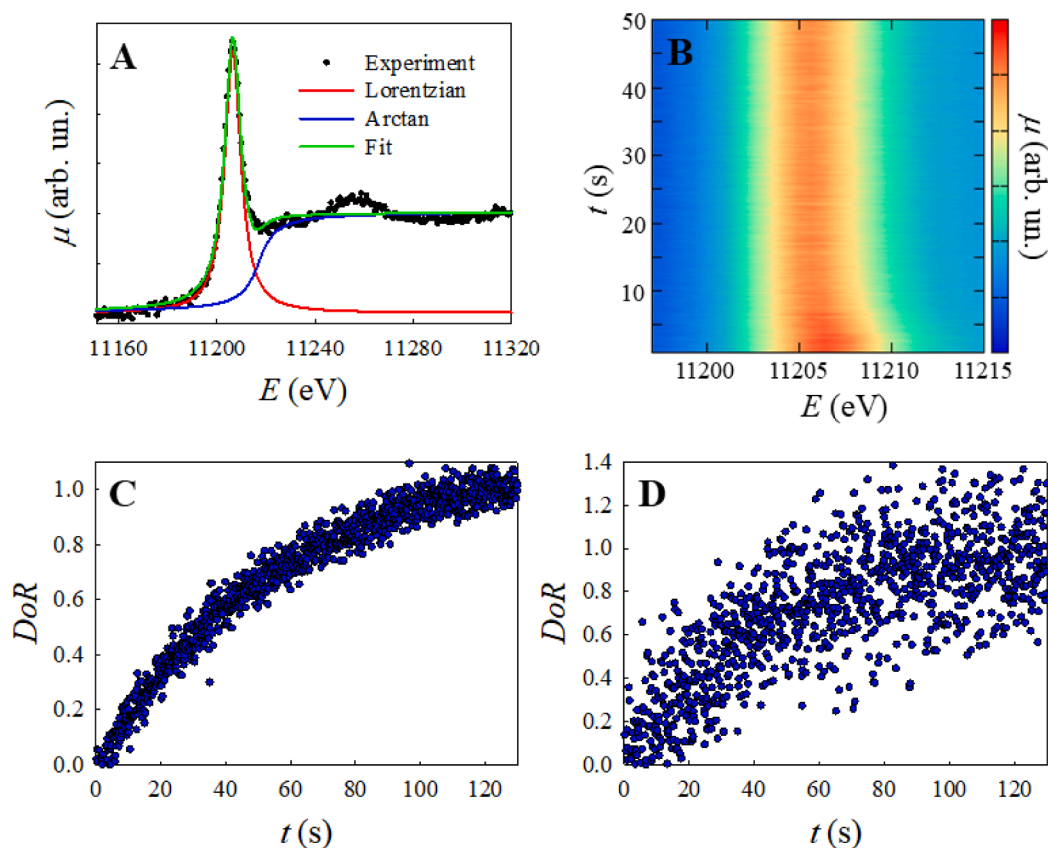 A
Experiment
Lorentzian
Arctan
Fit
μ (arb. un.)
11160 11200 11240 11280 11320
E (eV)
B
50
40
30
20
10
t (s)
11200 11205 11210 11215
E (eV)
μ (arb. un.)
C
1.0
0.8
0.6
0.4
0.2
0.0
DoR
0 20 40 60 80 100 120
t (s)
D
1.4
1.2
1.0
0.8
0.6
0.4
0.2
0.0
DoR
0 20 40 60 80 100 120
t (s)